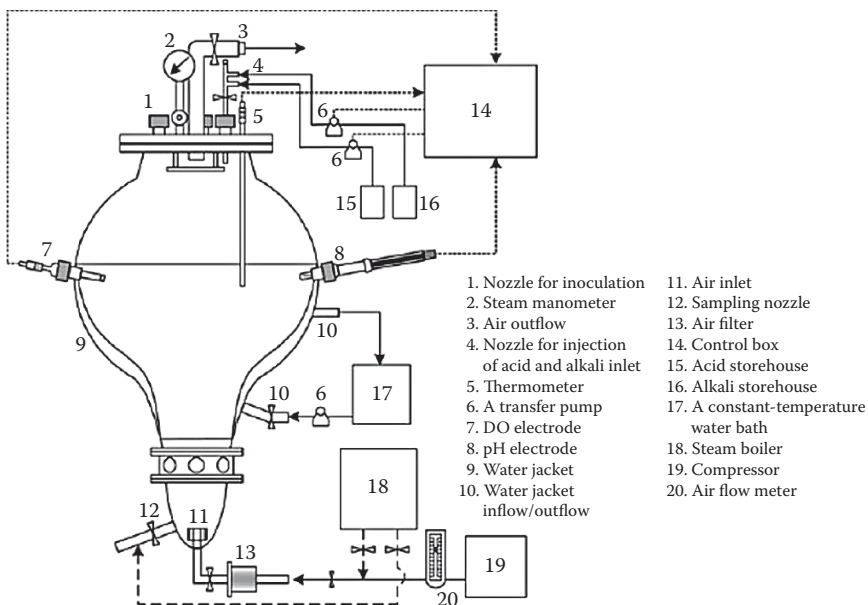 3
2
4
1
5
6
14
6
15
16
7
8
9
10
10
6
17
18
12
11
13
19
20
1. Nozzle for inoculation
2. Steam manometer
3. Air outflow
4. Nozzle for injection
of acid and alkali inlet
5. Thermometer
6. A transfer pump
7. DO electrode
8. pH electrode
9. Water jacket
10. Water jacket
inflow/outflow
11. Air inlet
12. Sampling nozzle
13. Air filter
14. Control box
15. Acid storehouse
16. Alkali storehouse
17. A constant-temperature
water bath
18. Steam boiler
19. Compressor
20. Air flow meter